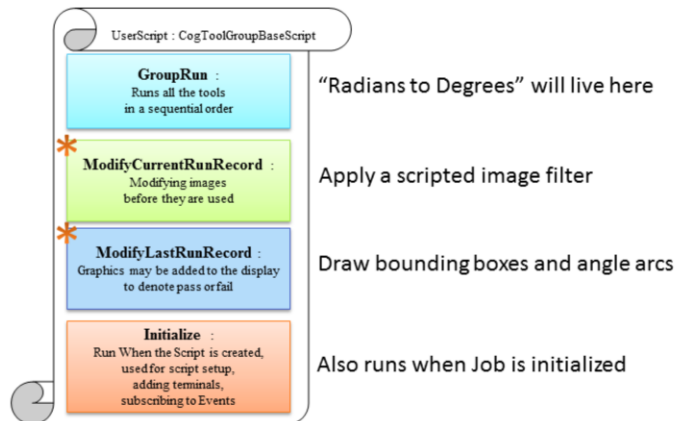 UserScript : CogToolGroupBaseScript
GroupRun :
Runs all the tools
in a sequential order
"Radians to Degrees" will live here
*
ModifyCurrentRunRecord :
Modifying images
before they are used
Apply a scripted image filter
*
ModifyLastRunRecord :
Graphics may be added to the display
to denote pass or fail
Draw bounding boxes and angle arcs
Initialize :
Run When the Script is created,
used for script setup,
adding terminals,
subscribing to Events
Also runs when Job is initialized